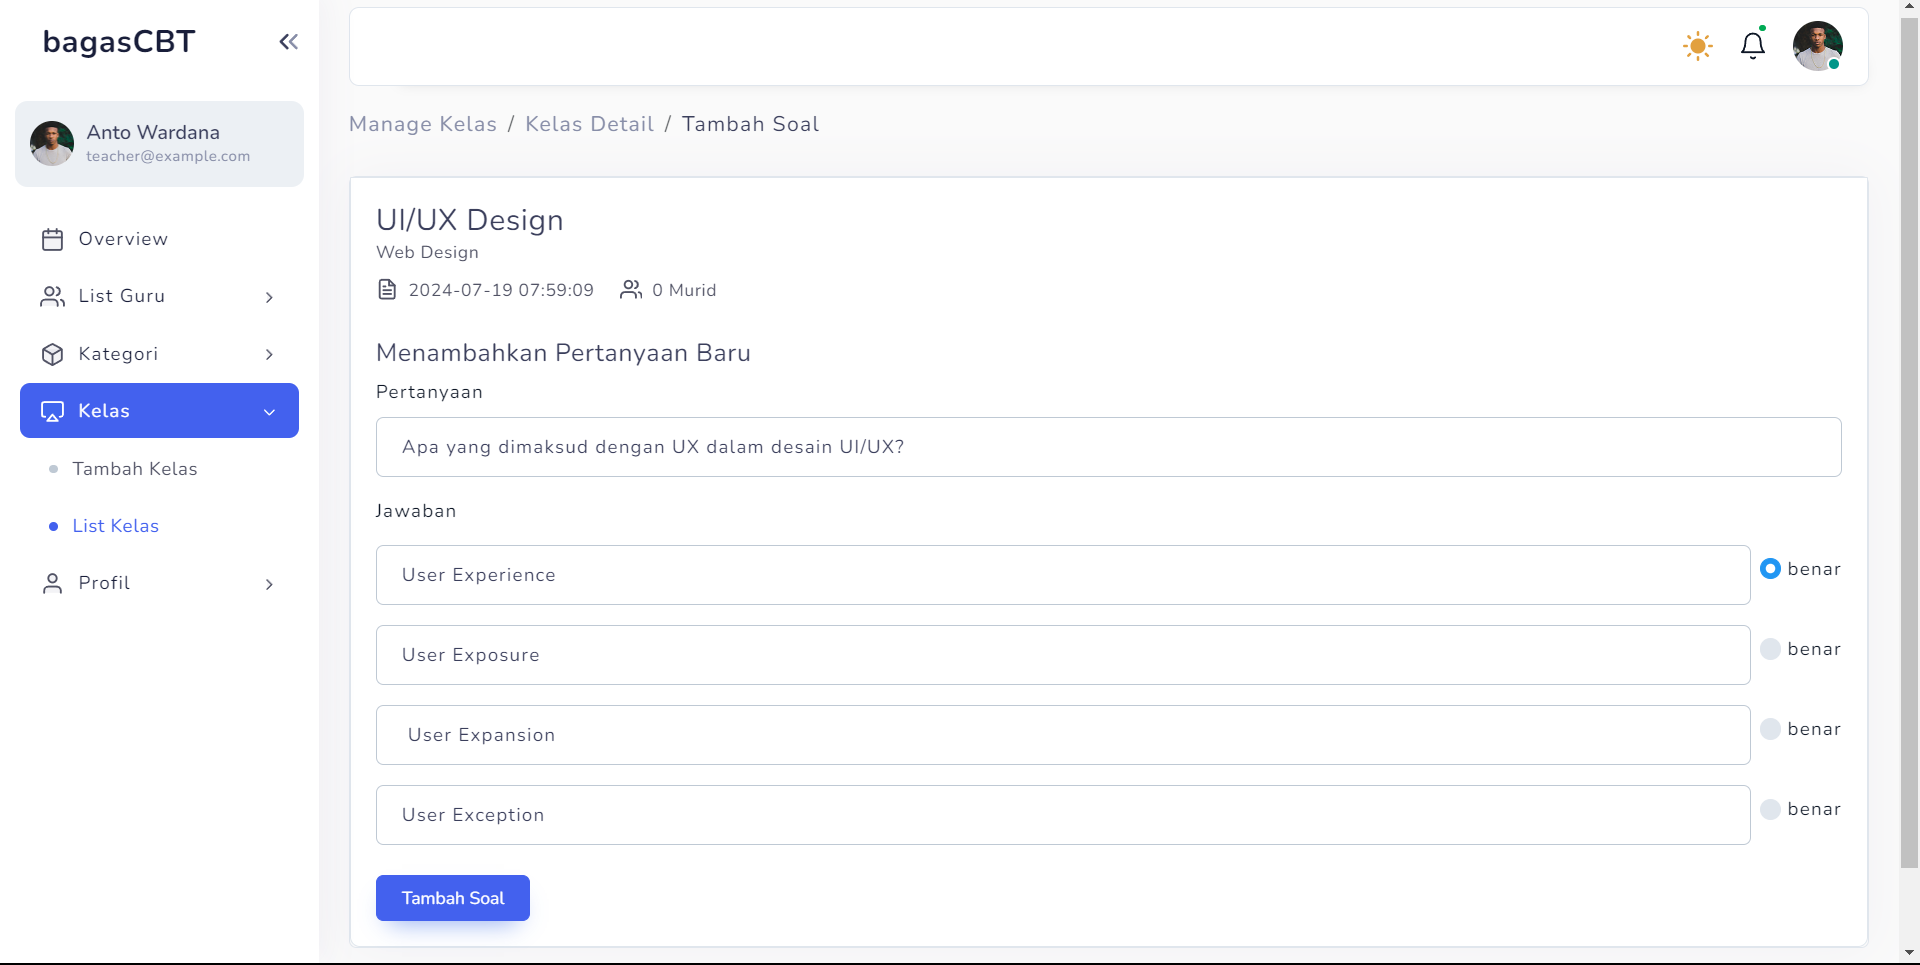 bagasCBT
Anto Wardana
teacher@example.com
Overview
List Guru
Kategori
Kelas
Tambah Kelas
List Kelas
Profil
Manage Kelas / Kelas Detail / Tambah Soal
UI/UX Design
Web Design
2024-07-19 07:59:09 0 Murid
Menambahkan Pertanyaan Baru
Pertanyaan
Apa yang dimaksud dengan UX dalam desain UI/UX?
Jawaban
User Experience benar
User Exposure benar
User Expansion benar
User Exception benar
Tambah Soal